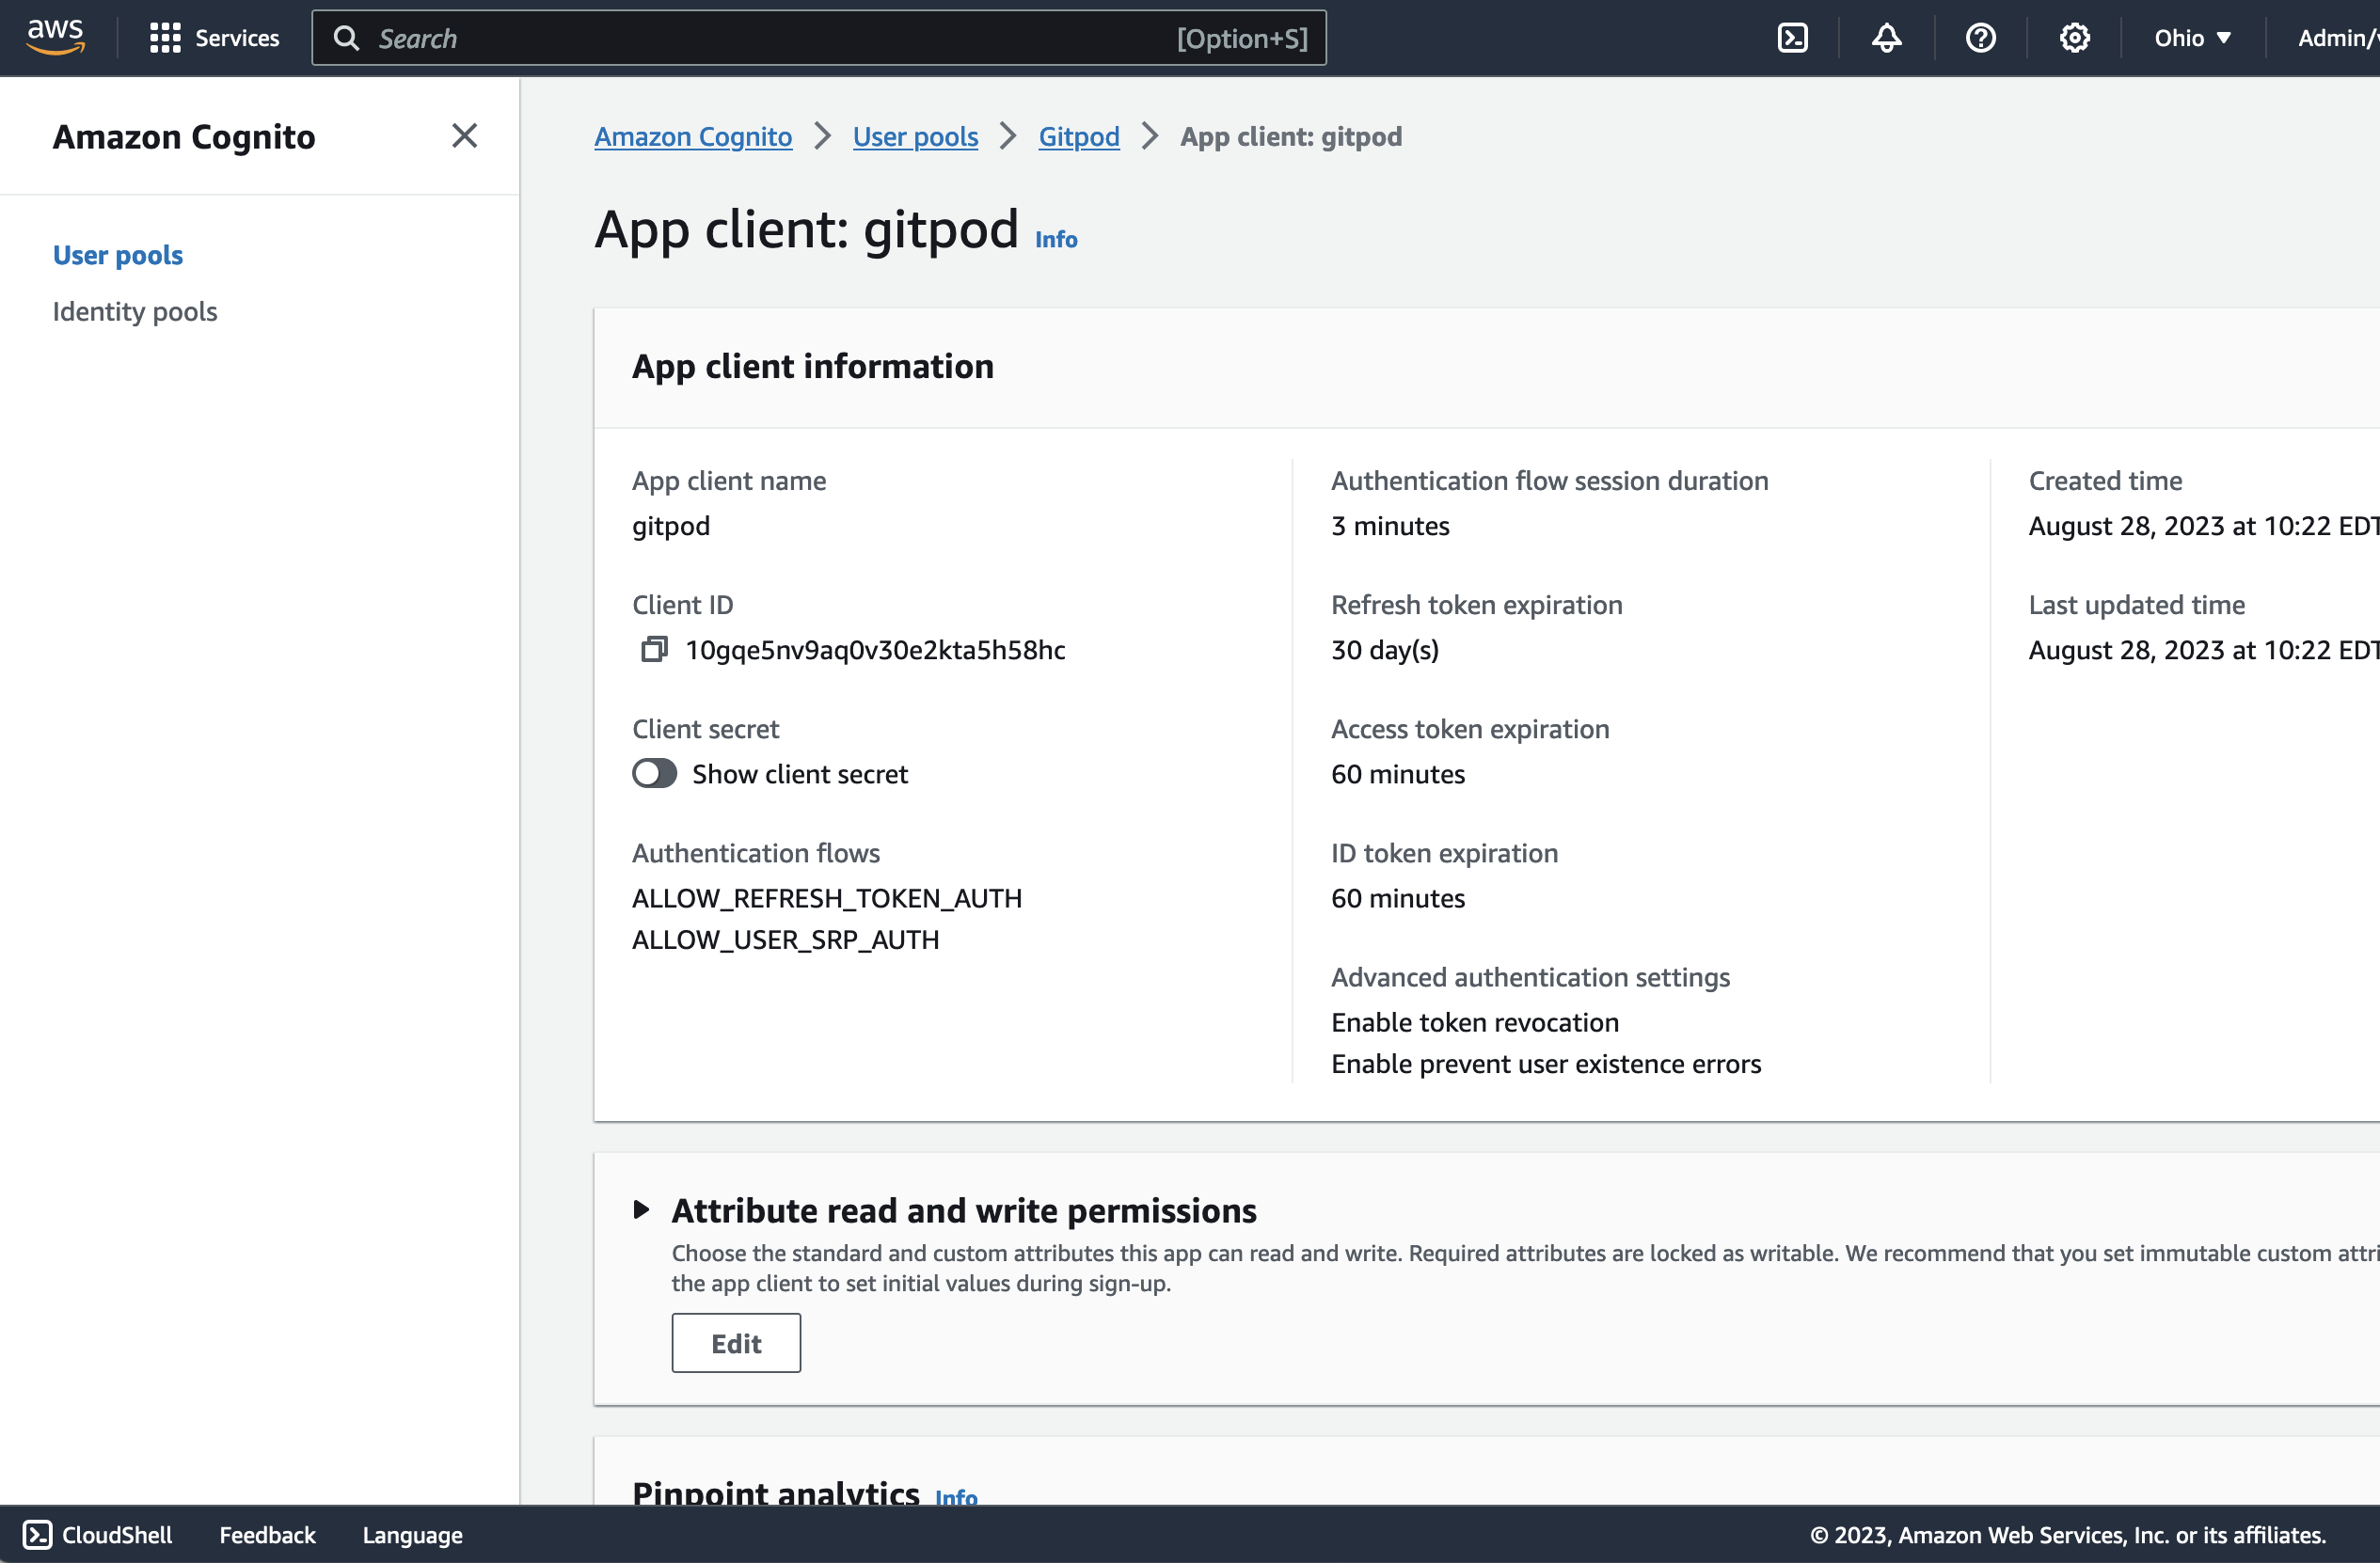 aws
Services
Search
[Option+S]
Ohio
Admin/
Amazon Cognito
User pools
Identity pools
Amazon Cognito > User pools > Gitpod > App client: gitpod
App client: gitpod Info
App client information
App client name
gitpod
Client ID
10gqe5nv9aq0v30e2kta5h58hc
Client secret
Show client secret
Authentication flows
ALLOW_REFRESH_TOKEN_AUTH
ALLOW_USER_SRP_AUTH
Authentication flow session duration
3 minutes
Refresh token expiration
30 day(s)
Access token expiration
60 minutes
ID token expiration
60 minutes
Advanced authentication settings
Enable token revocation
Enable prevent user existence errors
Created time
August 28, 2023 at 10:22 EDT
Last updated time
August 28, 2023 at 10:22 EDT
Attribute read and write permissions
Choose the standard and custom attributes this app can read and write. Required attributes are locked as writable. We recommend that you set immutable custom
the app client to set initial values during sign-up.
Edit
Pinpoint analytics Info
CloudShell
Feedback
Language
© 2023, Amazon Web Services, Inc. or its affiliates.